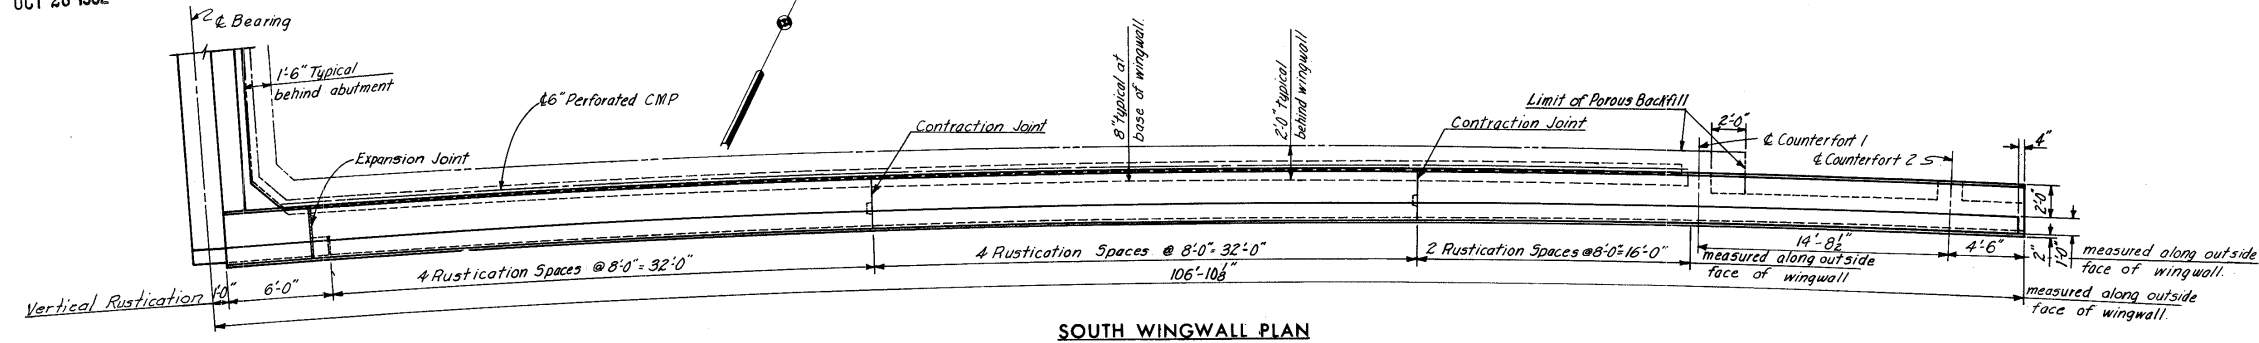 OCT 28 1982
℄ Bearing
1'-6" Typical
behind abutment
℄6" Perforated CMP
Expansion Joint
Contraction Joint
8" typical at
base of wingwall.
2'-0" typical
behind wingwall
Contraction Joint
Limit of Porous Backfill
2'-0"
℄ Counterfort 1
℄ Counterfort 2
4"
2'-0"
2"
1'-0"
measured along outside
face of wingwall.
4 Rustication Spaces @ 8'-0" = 32'-0"
4 Rustication Spaces @ 8'-0" = 32'-0"
2 Rustication Spaces @ 8'-0"=16'-0"
14'-8½"
measured along outside
face of wingwall
4'-6"
Vertical Rustication
1'-0"
6'-0"
106'-10⅛"
measured along outside
face of wingwall.
SOUTH WINGWALL PLAN